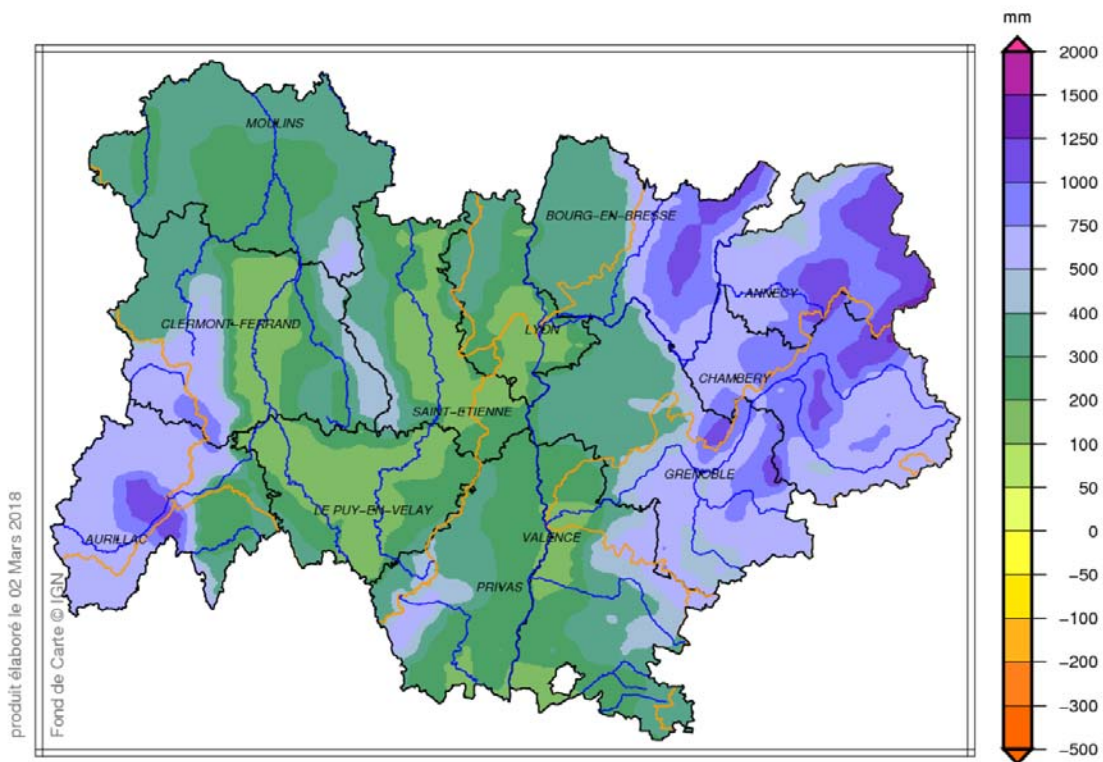 mm
2000
1500
1250
1000
750
500
400
300
200
100
50
0
−50
−100
−200
−300
−500
MOULINS
BOURG−EN−BRESSE
ANNECY
CLERMONT−FERRAND
LYON
CHAMBERY
SAINT−ETIENNE
GRENOBLE
LE PUY−EN−VELAY
AURILLAC
VALENCE
PRIVAS
produit élaboré le 02 Mars 2018
Fond de Carte © IGN